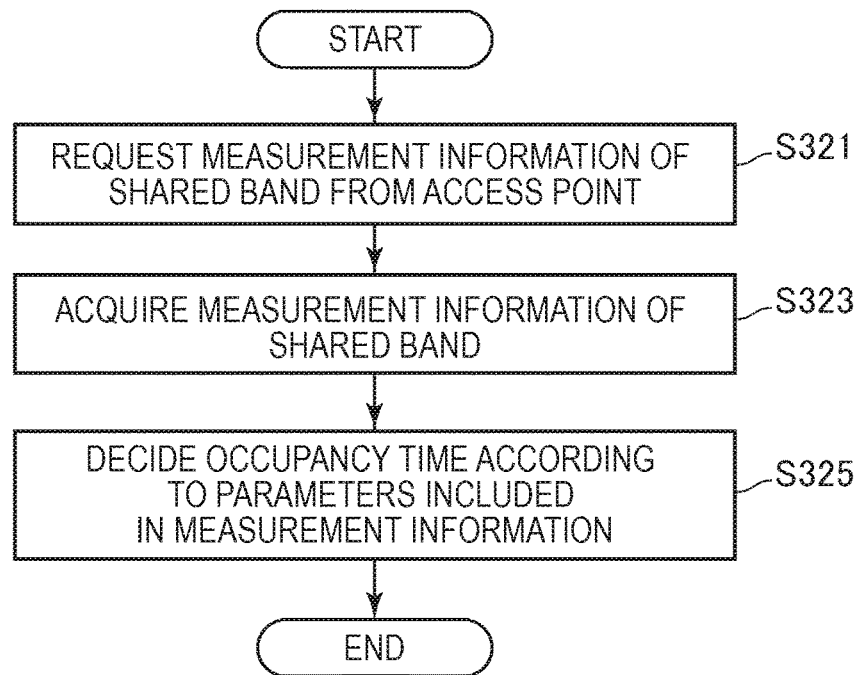 START
REQUEST MEASUREMENT INFORMATION OF
SHARED BAND FROM ACCESS POINT
S321
ACQUIRE MEASUREMENT INFORMATION OF
SHARED BAND
S323
DECIDE OCCUPANCY TIME ACCORDING
TO PARAMETERS INCLUDED
IN MEASUREMENT INFORMATION
S325
END